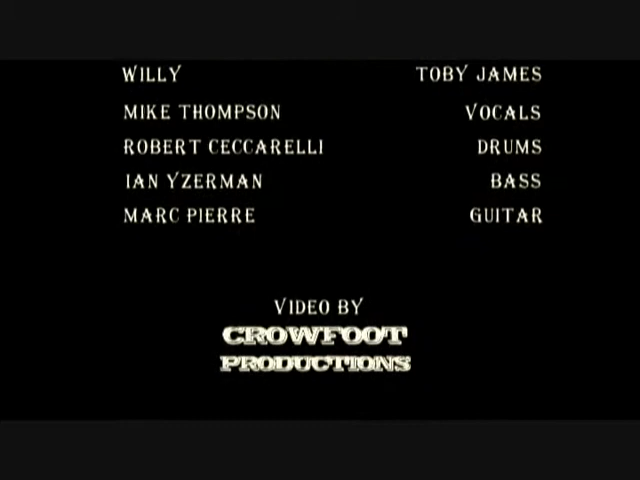 WILLY TOBY JAMES
MIKE THOMPSON VOCALS
ROBERT CECCARELLI DRUMS
IAN YZERMAN BASS
MARC PIERRE GUITAR
VIDEO BY
CROWFOOT
PRODUCTIONS